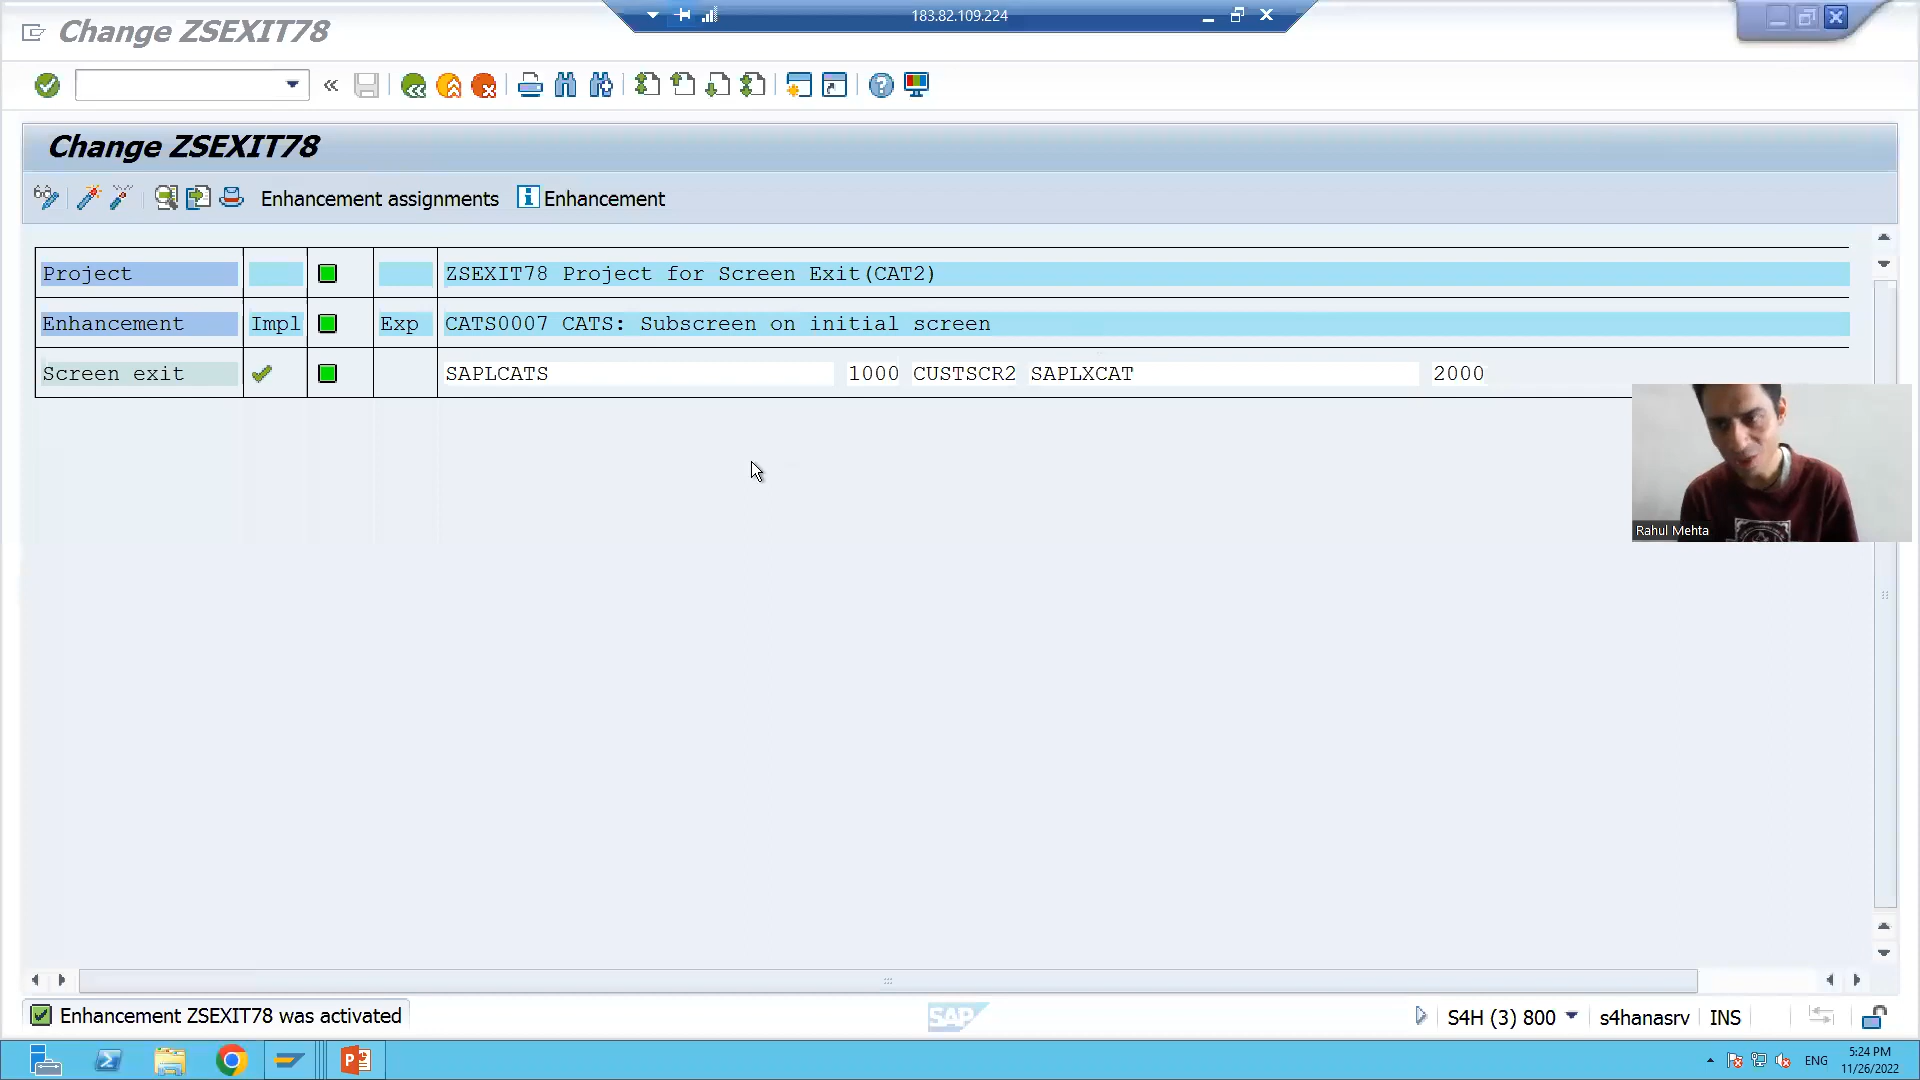 183.82.109.224
Change ZSEXIT78
Change ZSEXIT78
Enhancement assignments Enhancement
Project ZSEXIT78 Project for Screen Exit(CAT2)
Enhancement Impl Exp CATS0007 CATS: Subscreen on initial screen
Screen exit SAPLCATS 1000 CUSTSCR2 SAPLXCAT 2000
Rahul Mehta
Enhancement ZSEXIT78 was activated
SAP
S4H (3) 800 s4hanasrv INS
ENG
5:24 PM
11/26/2022